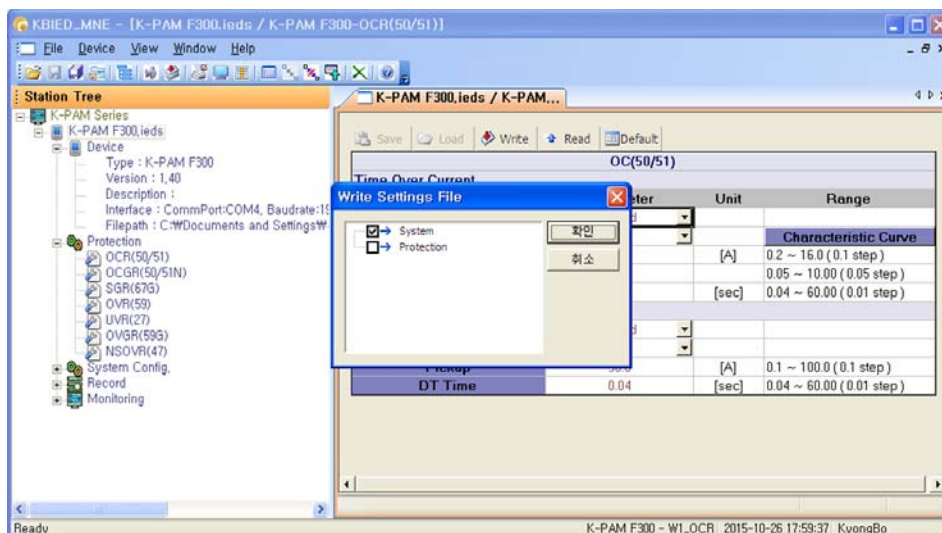 KBIED_MNE - [K-PAM F300.ieds / K-PAM F300-OCR(50/51)]
File Device View Window Help
Station Tree
K-PAM Series
K-PAM F300.ieds
Device
Type : K-PAM F300
Version : 1,40
Description :
Interface : CommPort:COM4, Baudrate:19
Filepath : C:₩Documents and Settings₩
Protection
OCR(50/51)
OCGR(50/51N)
SGR(67G)
OVR(59)
UVR(27)
OVGR(59G)
NSOVR(47)
System Config.
Record
Monitoring
K-PAM F300.ieds / K-PAM...
Save Load Write Read Default
OC(50/51)
Time Over Current
Unit Range
Characteristic Curve
[A] 0.2 ~ 16.0 ( 0.1 step )
0.05 ~ 10.00 ( 0.05 step )
[sec] 0.04 ~ 60.00 ( 0.01 step )
Pickup [A] 0.1 ~ 100.0 ( 0.1 step )
DT Time 0.04 [sec] 0.04 ~ 60.00 ( 0.01 step )
Write Settings File
System
Protection
확인
취소
Ready
K-PAM F300 - W1_OCR 2015-10-26 17:59:37 KyongBo